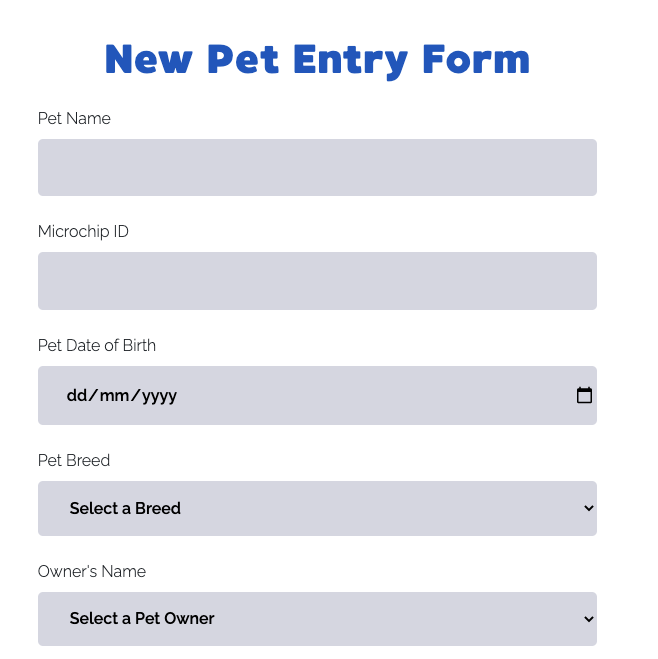 New Pet Entry Form
Pet Name
Microchip ID
Pet Date of Birth
dd/mm/yyyy
Pet Breed
Select a Breed
Owner's Name
Select a Pet Owner